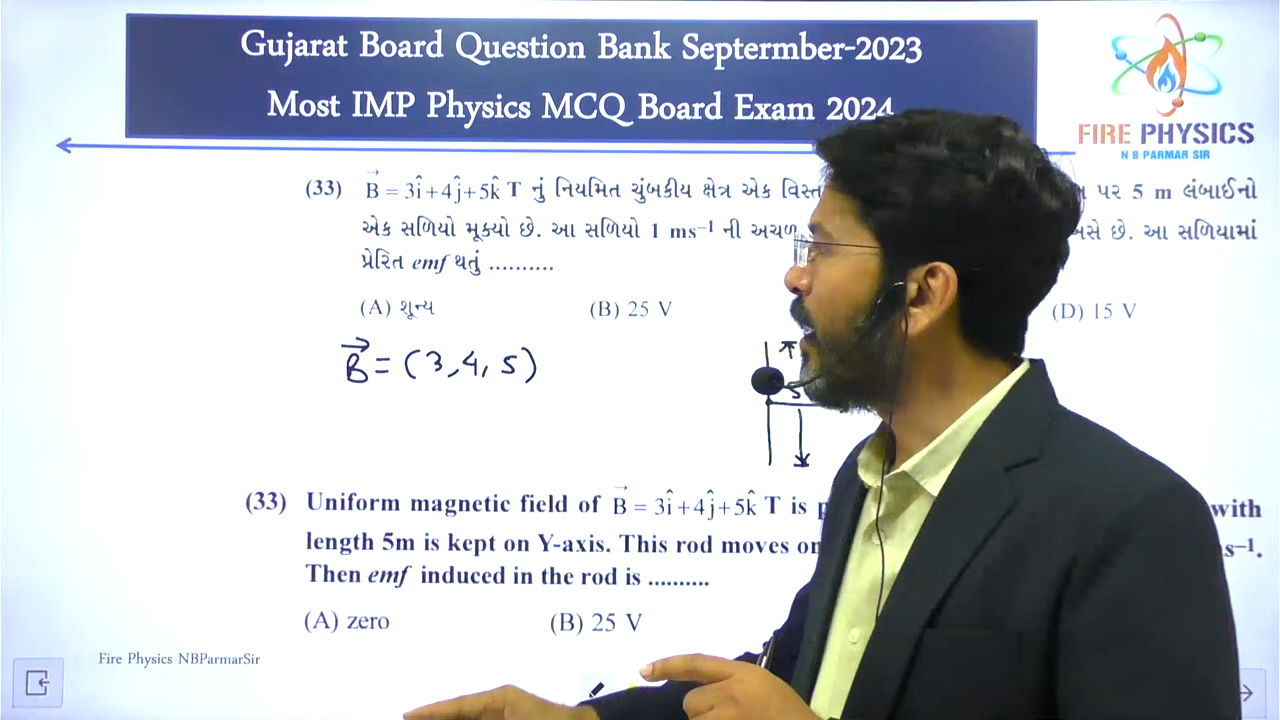 Gujarat Board Question Bank Septermber-2023
Most IMP Physics MCQ Board Exam 2024
FIRE PHYSICS
N B PARMAR SIR
(33) B⃗ = 3î+4ĵ+5k̂ T નું નિયમિત ચુંબકીય ક્ષેત્ર એક પર 5 m લંબાઈનો
એક સળિયો મૂક્યો છે. આ સળિયો 1 ms⁻¹ ની અચળ છે. આ સળિયામાં
પ્રેરિત emf થતું ..........
(A) શૂન્ય (B) 25 V (D) 15 V
B⃗ = (3,4,5)
5
(33) Uniform magnetic field of B⃗ = 3î+4ĵ+5k̂ T is with
length 5m is kept on Y-axis. This rod moves s⁻¹.
Then emf induced in the rod is ..........
(A) zero (B) 25 V
Fire Physics NBParmarSir